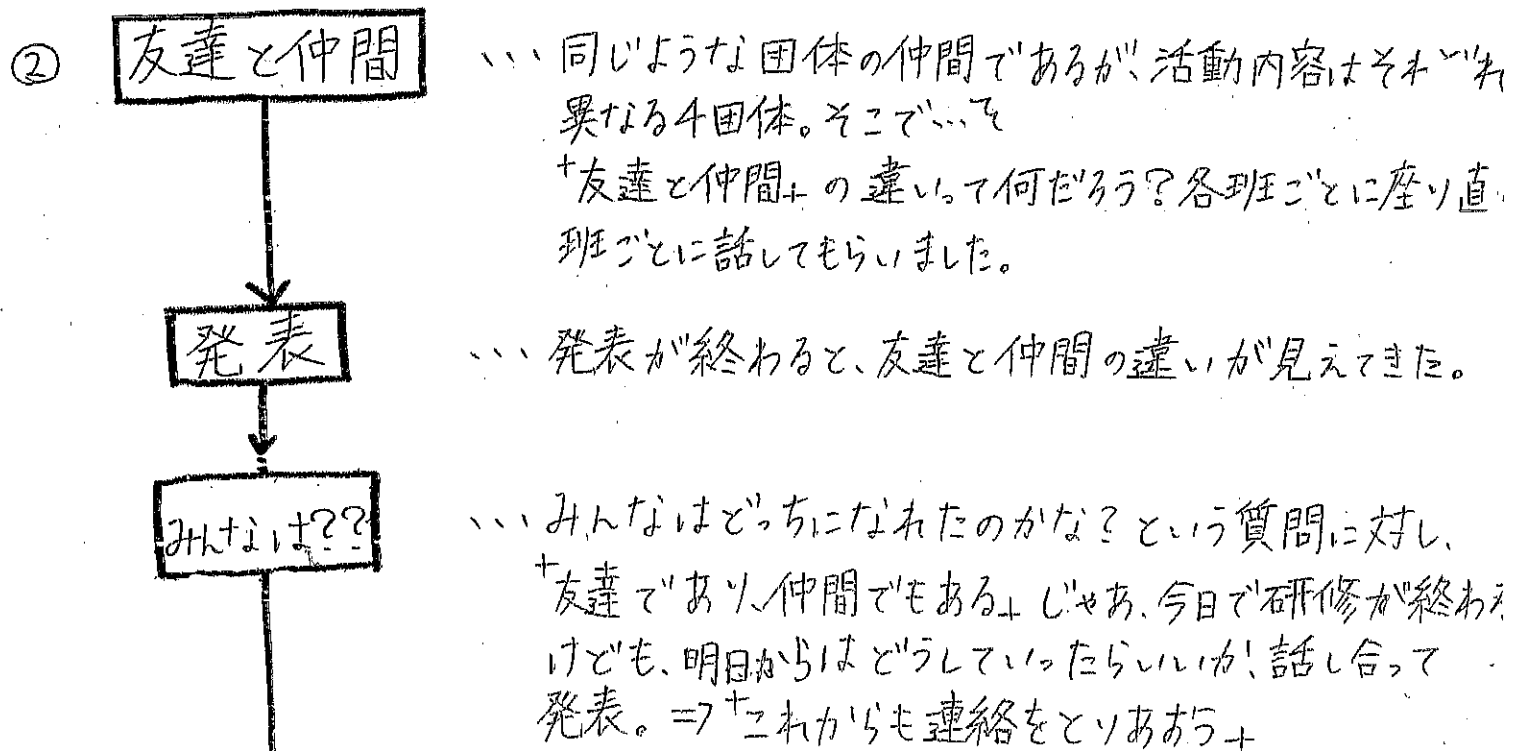 ② 友達と仲間 ・・・同じような団体の仲間であるが、活動内容はそれぞれ
異なる4団体。そこで・・・
+友達と仲間+ の違いって何だろう?各班ごとに座り直
班ごとに話してもらいました。
発表 ・・・発表が終わると、友達と仲間の違いが見えてきた。
みんなは?? ・・・みんなはどっちになれたのかな?という質問に対し、
+友達であり、仲間でもある+ じゃあ、今日で研修が終わる
けども、明日からはどうしていったらいいか!話し合って
発表。⇒+これからも連絡をとりあおう+